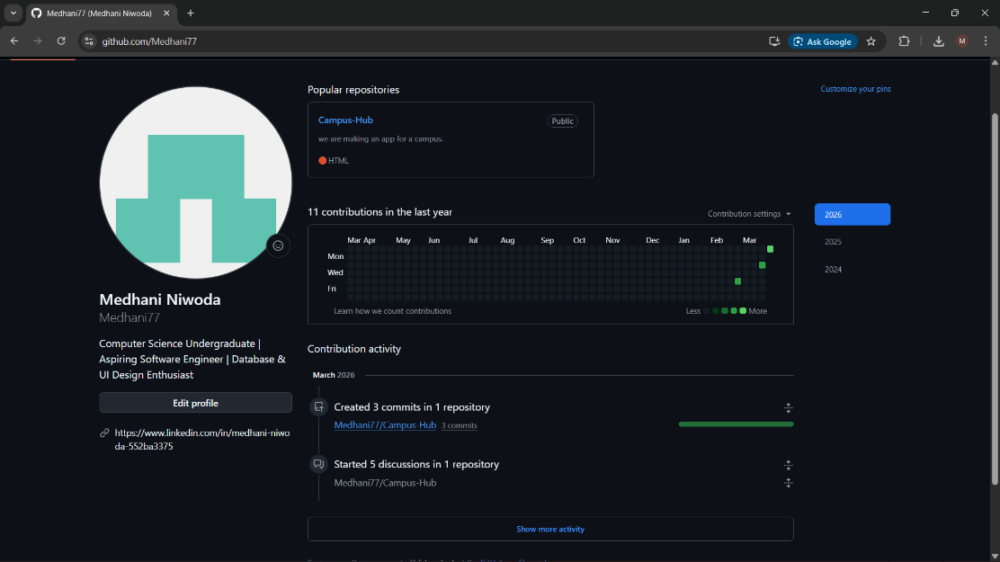 Medhani77 (Medhani Niwoda)
github.com/Medhani77
Ask Google
M
Popular repositories
Customize your pins
Campus-Hub
Public
we are making an app for a campus.
HTML
11 contributions in the last year
Contribution settings
2026
2025
2024
Mar Apr May Jun Jul Aug Sep Oct Nov Dec Jan Feb Mar
Mon
Wed
Fri
Learn how we count contributions
Less
More
Medhani Niwoda
Medhani77
Computer Science Undergraduate |
Aspiring Software Engineer | Database &
UI Design Enthusiast
Edit profile
https://www.linkedin.com/in/medhani-niwo
da-552ba3375
Contribution activity
March 2026
Created 3 commits in 1 repository
Medhani77/Campus-Hub 3 commits
Started 5 discussions in 1 repository
Medhani77/Campus-Hub
Show more activity